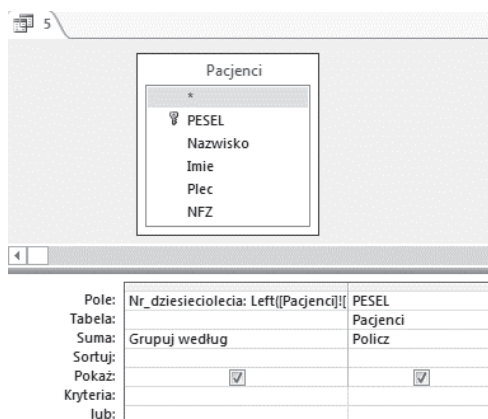 5
Pacjenci
*
PESEL
Nazwisko
Imie
Plec
NFZ
Pole: Nr_dziesieciolecia: Left([Pacjenci]![ PESEL
Tabela: Pacjenci
Suma: Grupuj według Policz
Sortuj:
Pokaż:
Kryteria:
lub: